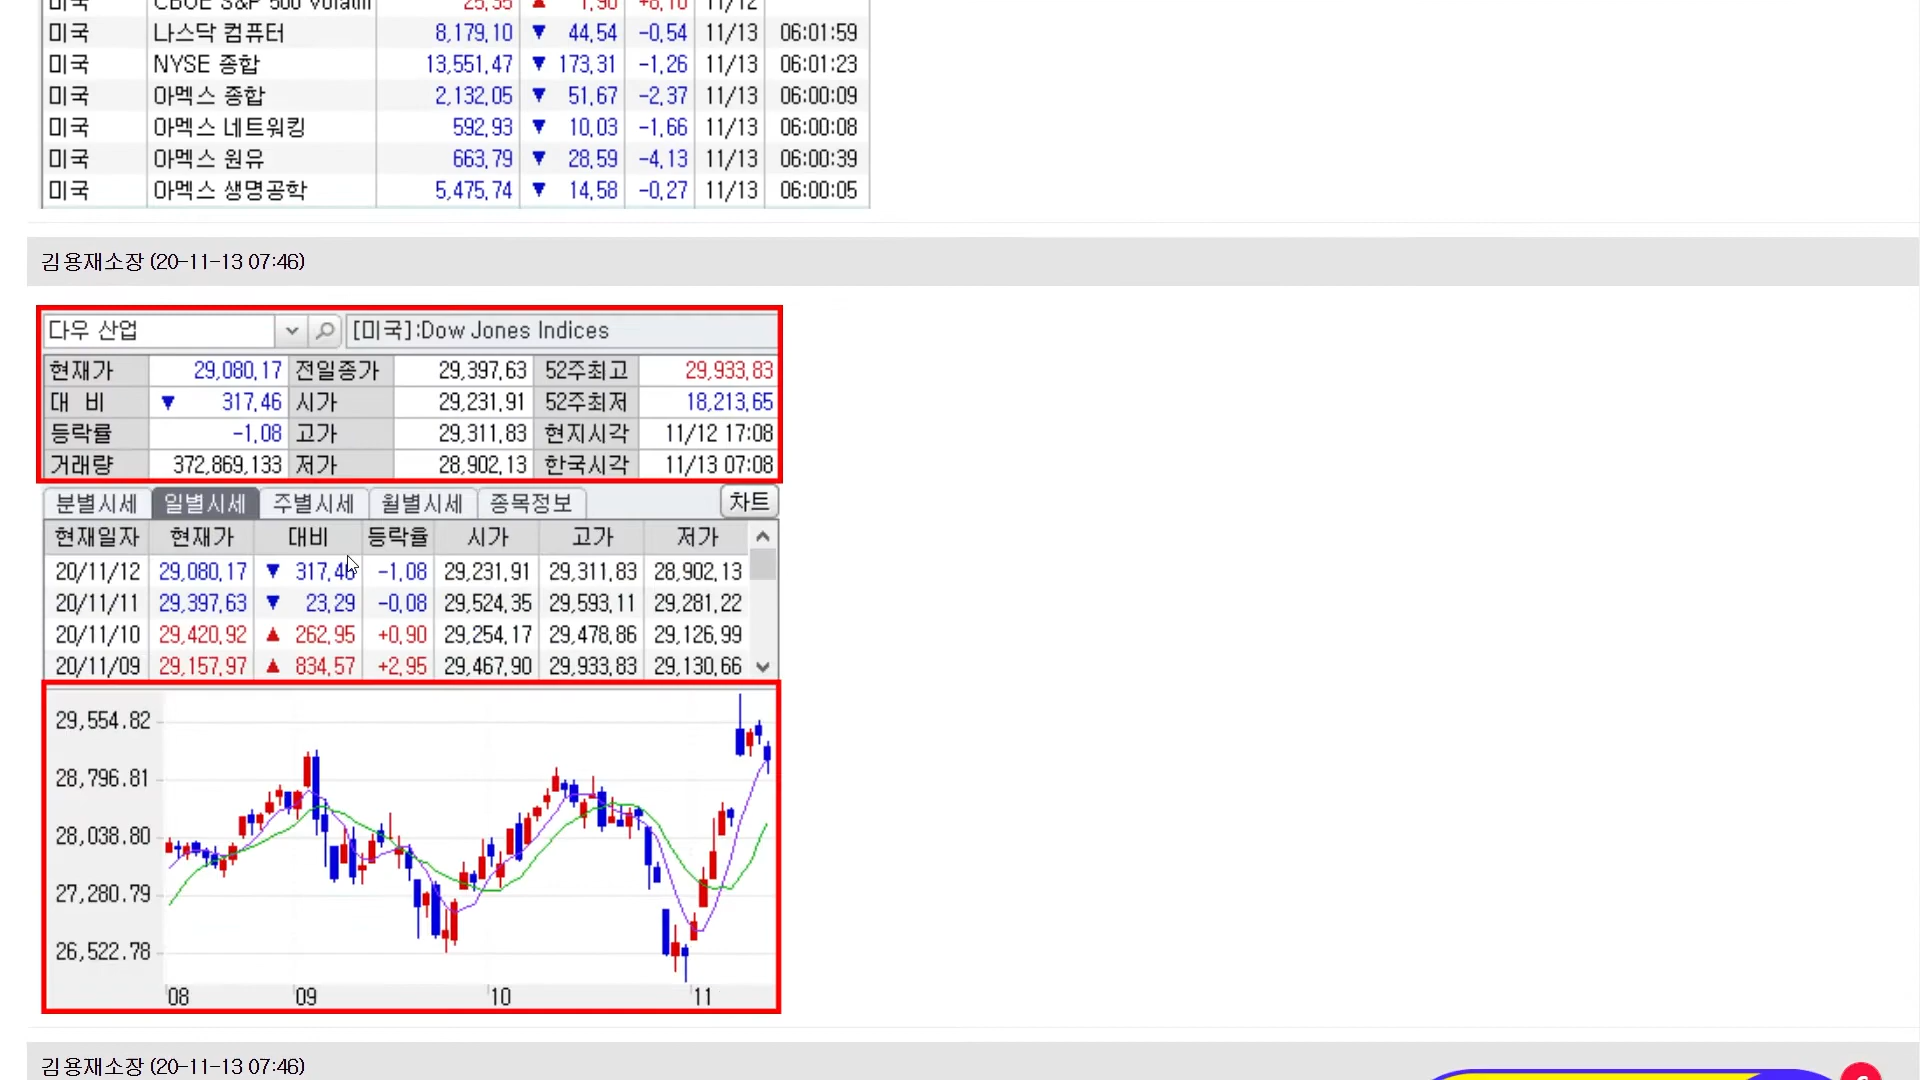 미국 CBOE S&P 500 Volatil 25,35 ▲ 1,90 +8,10 11/12
미국 나스닥 컴퓨터 8,179,10 ▼ 44,54 -0,54 11/13 06:01:59
미국 NYSE 종합 13,551,47 ▼ 173,31 -1,26 11/13 06:01:23
미국 아멕스 종합 2,132,05 ▼ 51,67 -2,37 11/13 06:00:09
미국 아멕스 네트워킹 592,93 ▼ 10,03 -1,66 11/13 06:00:08
미국 아멕스 원유 663,79 ▼ 28,59 -4,13 11/13 06:00:39
미국 아멕스 생명공학 5,475,74 ▼ 14,58 -0,27 11/13 06:00:05
김용재소장 (20-11-13 07:46)
다우 산업 [미국]:Dow Jones Indices
현재가 29,080,17 전일종가 29,397,63 52주최고 29,933,83
대 비 ▼ 317,46 시가 29,231,91 52주최저 18,213,65
등락률 -1,08 고가 29,311,83 현지시각 11/12 17:08
거래량 372,869,133 저가 28,902,13 한국시각 11/13 07:08
분별시세 일별시세 주별시세 월별시세 종목정보 차트
현재일자 현재가 대비 등락율 시가 고가 저가
20/11/12 29,080,17 ▼ 317,46 -1,08 29,231,91 29,311,83 28,902,13
20/11/11 29,397,63 ▼ 23,29 -0,08 29,524,35 29,593,11 29,281,22
20/11/10 29,420,92 ▲ 262,95 +0,90 29,254,17 29,478,86 29,126,99
20/11/09 29,157,97 ▲ 834,57 +2,95 29,467,90 29,933,83 29,130,66
29,554.82
28,796.81
28,038.80
27,280.79
26,522.78
08 09 10 11
김용재소장 (20-11-13 07:46)